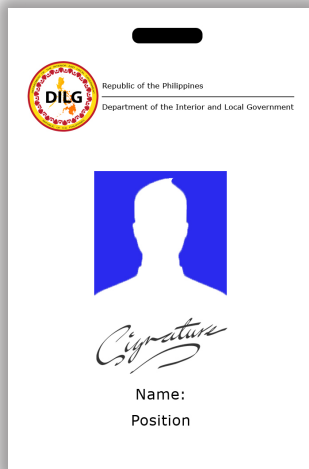 Republic of the Philippines
DILG
Department of the Interior and Local Government
Signature
Name:
Position